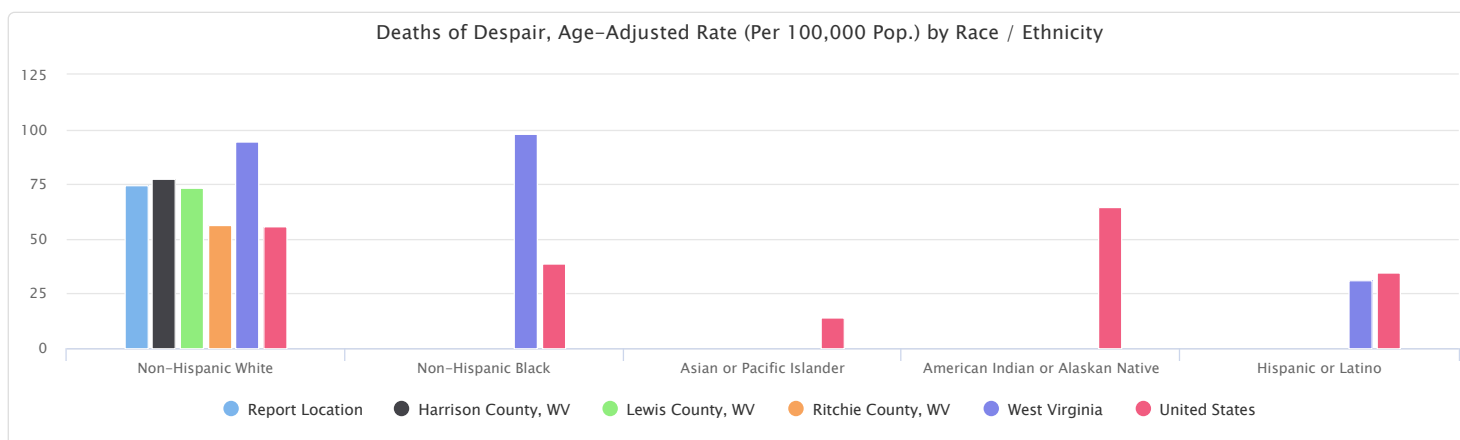 Deaths of Despair, Age-Adjusted Rate (Per 100,000 Pop.) by Race / Ethnicity
125
100
75
50
25
0
Non-Hispanic White
Non-Hispanic Black
Asian or Pacific Islander
American Indian or Alaskan Native
Hispanic or Latino
Report Location
Harrison County, WV
Lewis County, WV
Ritchie County, WV
West Virginia
United States